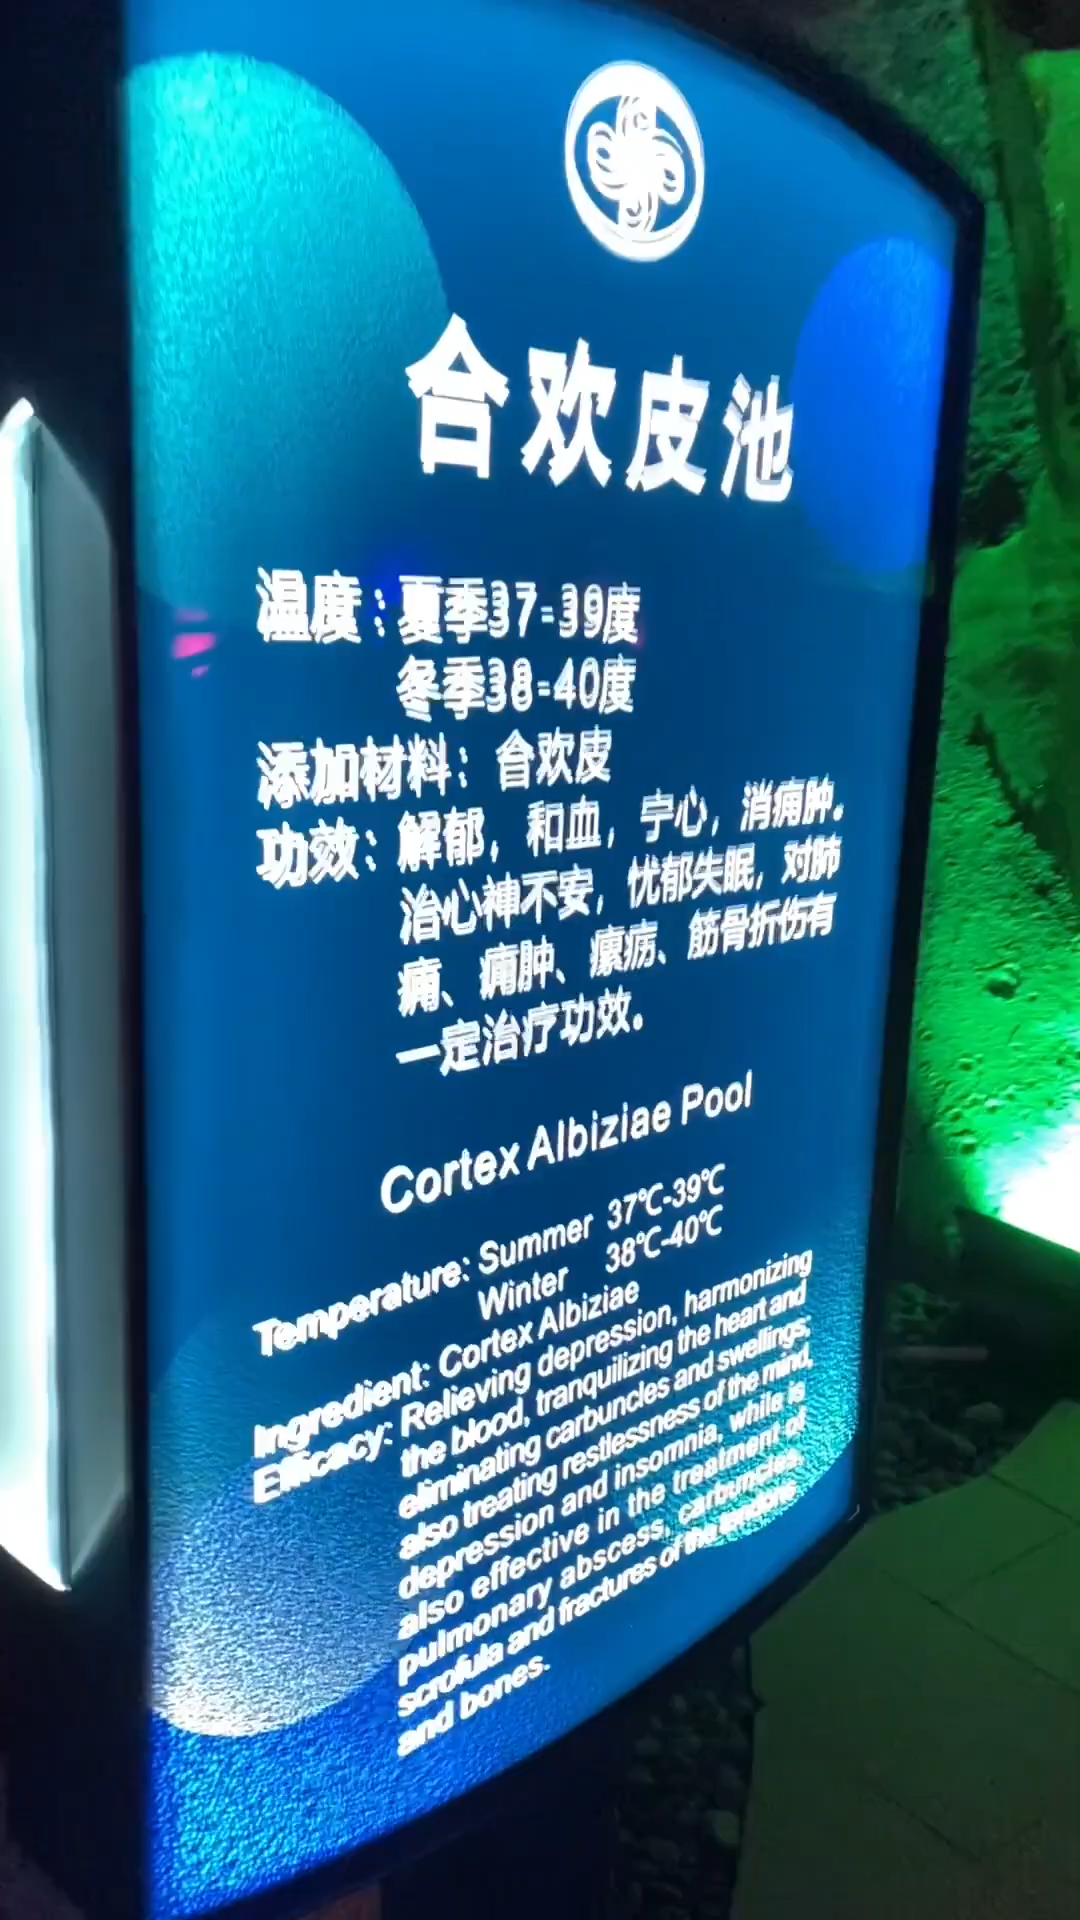 合欢皮池
温度：夏季37-39度
冬季38-40度
添加材料：合欢皮
功效：解郁，和血，宁心，消痈肿。
治心神不安，忧郁失眠，对肺
痈、痈肿、瘰疬、筋骨折伤有
一定治疗功效。
Cortex Albiziae Pool
Temperature: Summer 37℃-39℃
Winter 38℃-40℃
Ingredient: Cortex Albiziae
Efficacy: Relieving depression, harmonizing
the blood, tranquilizing the heart and
eliminating carbuncles and swellings;
also treating restlessness of the mind,
depression and insomnia, while is
also effective in the treatment of
pulmonary abscess, carbuncles,
scrofula and fractures of the tendons
and bones.